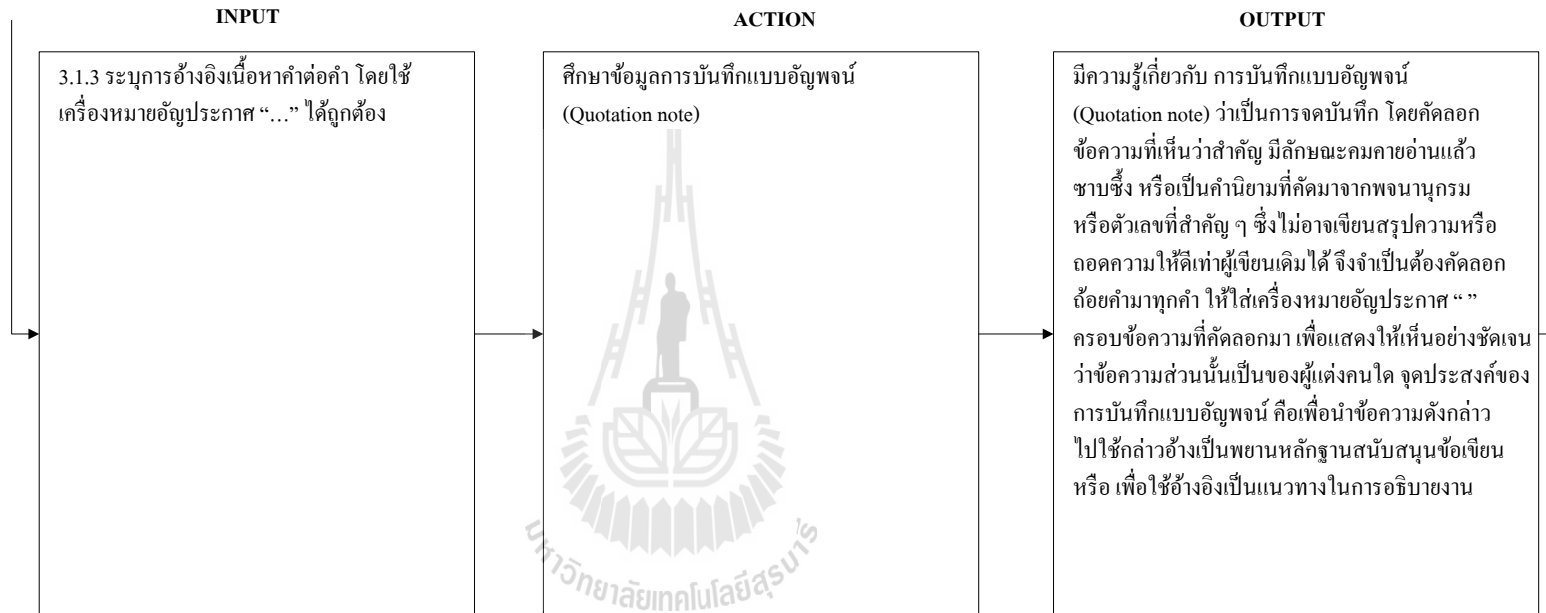 INPUT
ACTION
OUTPUT
3.1.3 ระบุการอ้างอิงเนื้อหาคำต่อคำ โดยใช้
เครื่องหมายอัญประกาศ “…” ได้ถูกต้อง
ศึกษาข้อมูลการบันทึกแบบอัญพจน์
(Quotation note)
มีความรู้เกี่ยวกับ การบันทึกแบบอัญพจน์
(Quotation note) ว่าเป็นการจดบันทึก โดยคัดลอก
ข้อความที่เห็นว่าสำคัญ มีลักษณะคมคายอ่านแล้ว
ซาบซึ้ง หรือเป็นคำนิยามที่คัดมาจากพจนานุกรม
หรือตัวเลขที่สำคัญ ๆ ซึ่งไม่อาจเขียนสรุปความหรือ
ถอดความให้ดีเท่าผู้เขียนเดิมได้ จึงจำเป็นต้องคัดลอก
ถ้อยคำมาทุกคำ ให้ใส่เครื่องหมายอัญประกาศ “ ”
ครอบข้อความที่คัดลอกมา เพื่อแสดงให้เห็นอย่างชัดเจน
ว่าข้อความส่วนนั้นเป็นของผู้แต่งคนใด จุดประสงค์ของ
การบันทึกแบบอัญพจน์ คือเพื่อนำข้อความดังกล่าว
ไปใช้กล่าวอ้างเป็นพยานหลักฐานสนับสนุนข้อเขียน
หรือ เพื่อใช้อ้างอิงเป็นแนวทางในการอธิบายงาน
มหาวิทยาลัยเทคโนโลยีสุรนารี